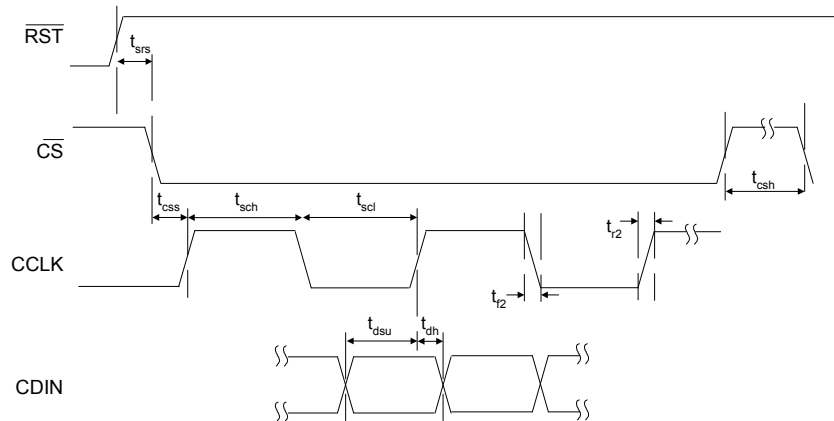 RST
t_srs
CS
t_csh
t_css
t_sch
t_scl
t_r2
CCLK
t_f2
t_dsu
t_dh
CDIN